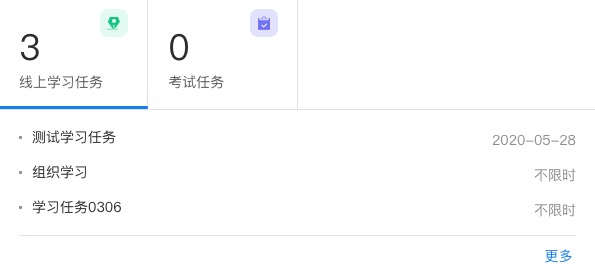 3
线上学习任务
0
考试任务
测试学习任务 2020-05-28
组织学习 不限时
学习任务0306 不限时
更多